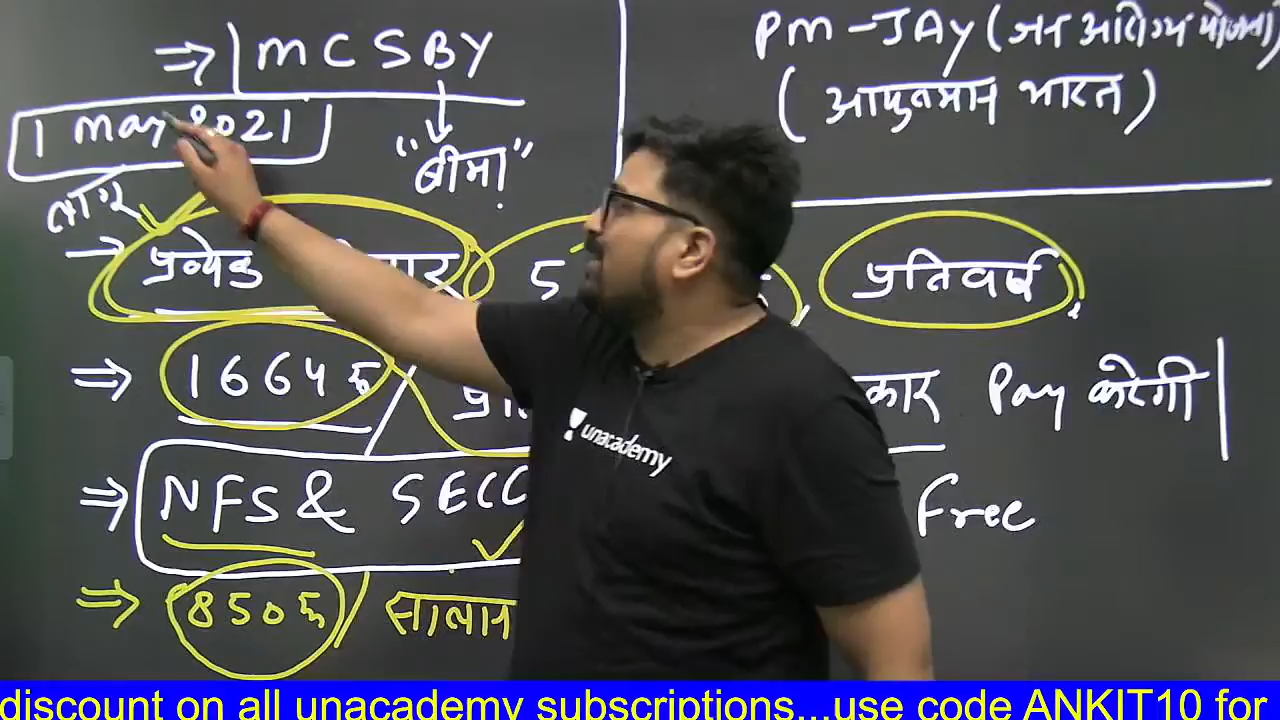 ⇒ MCSBY
1 May 2021
लागू
"बीमा"
PM-JAY (जन आरोग्य योजना)
(आयुष्मान भारत)
→ प्रत्येक
5
प्रतिवर्ष
⇒ 1664 रु / प्र
कार Pay करेगी
⇒ NFS & SECC
Free
⇒ 850 रु / सालान
unacademy
discount on all unacademy subscriptions...use code ANKIT10 for